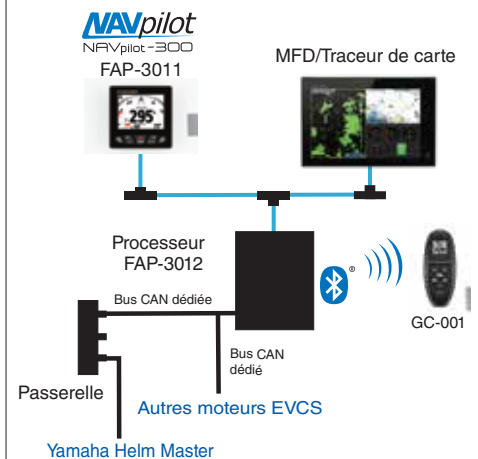 NAVpilot
NAVpilot-300
FAP-3011
MFD/Traceur de carte
295
Processeur
FAP-3012
®
GC-001
Bus CAN dédiée
Bus CAN
dédié
Passerelle
Autres moteurs EVCS
Yamaha Helm Master